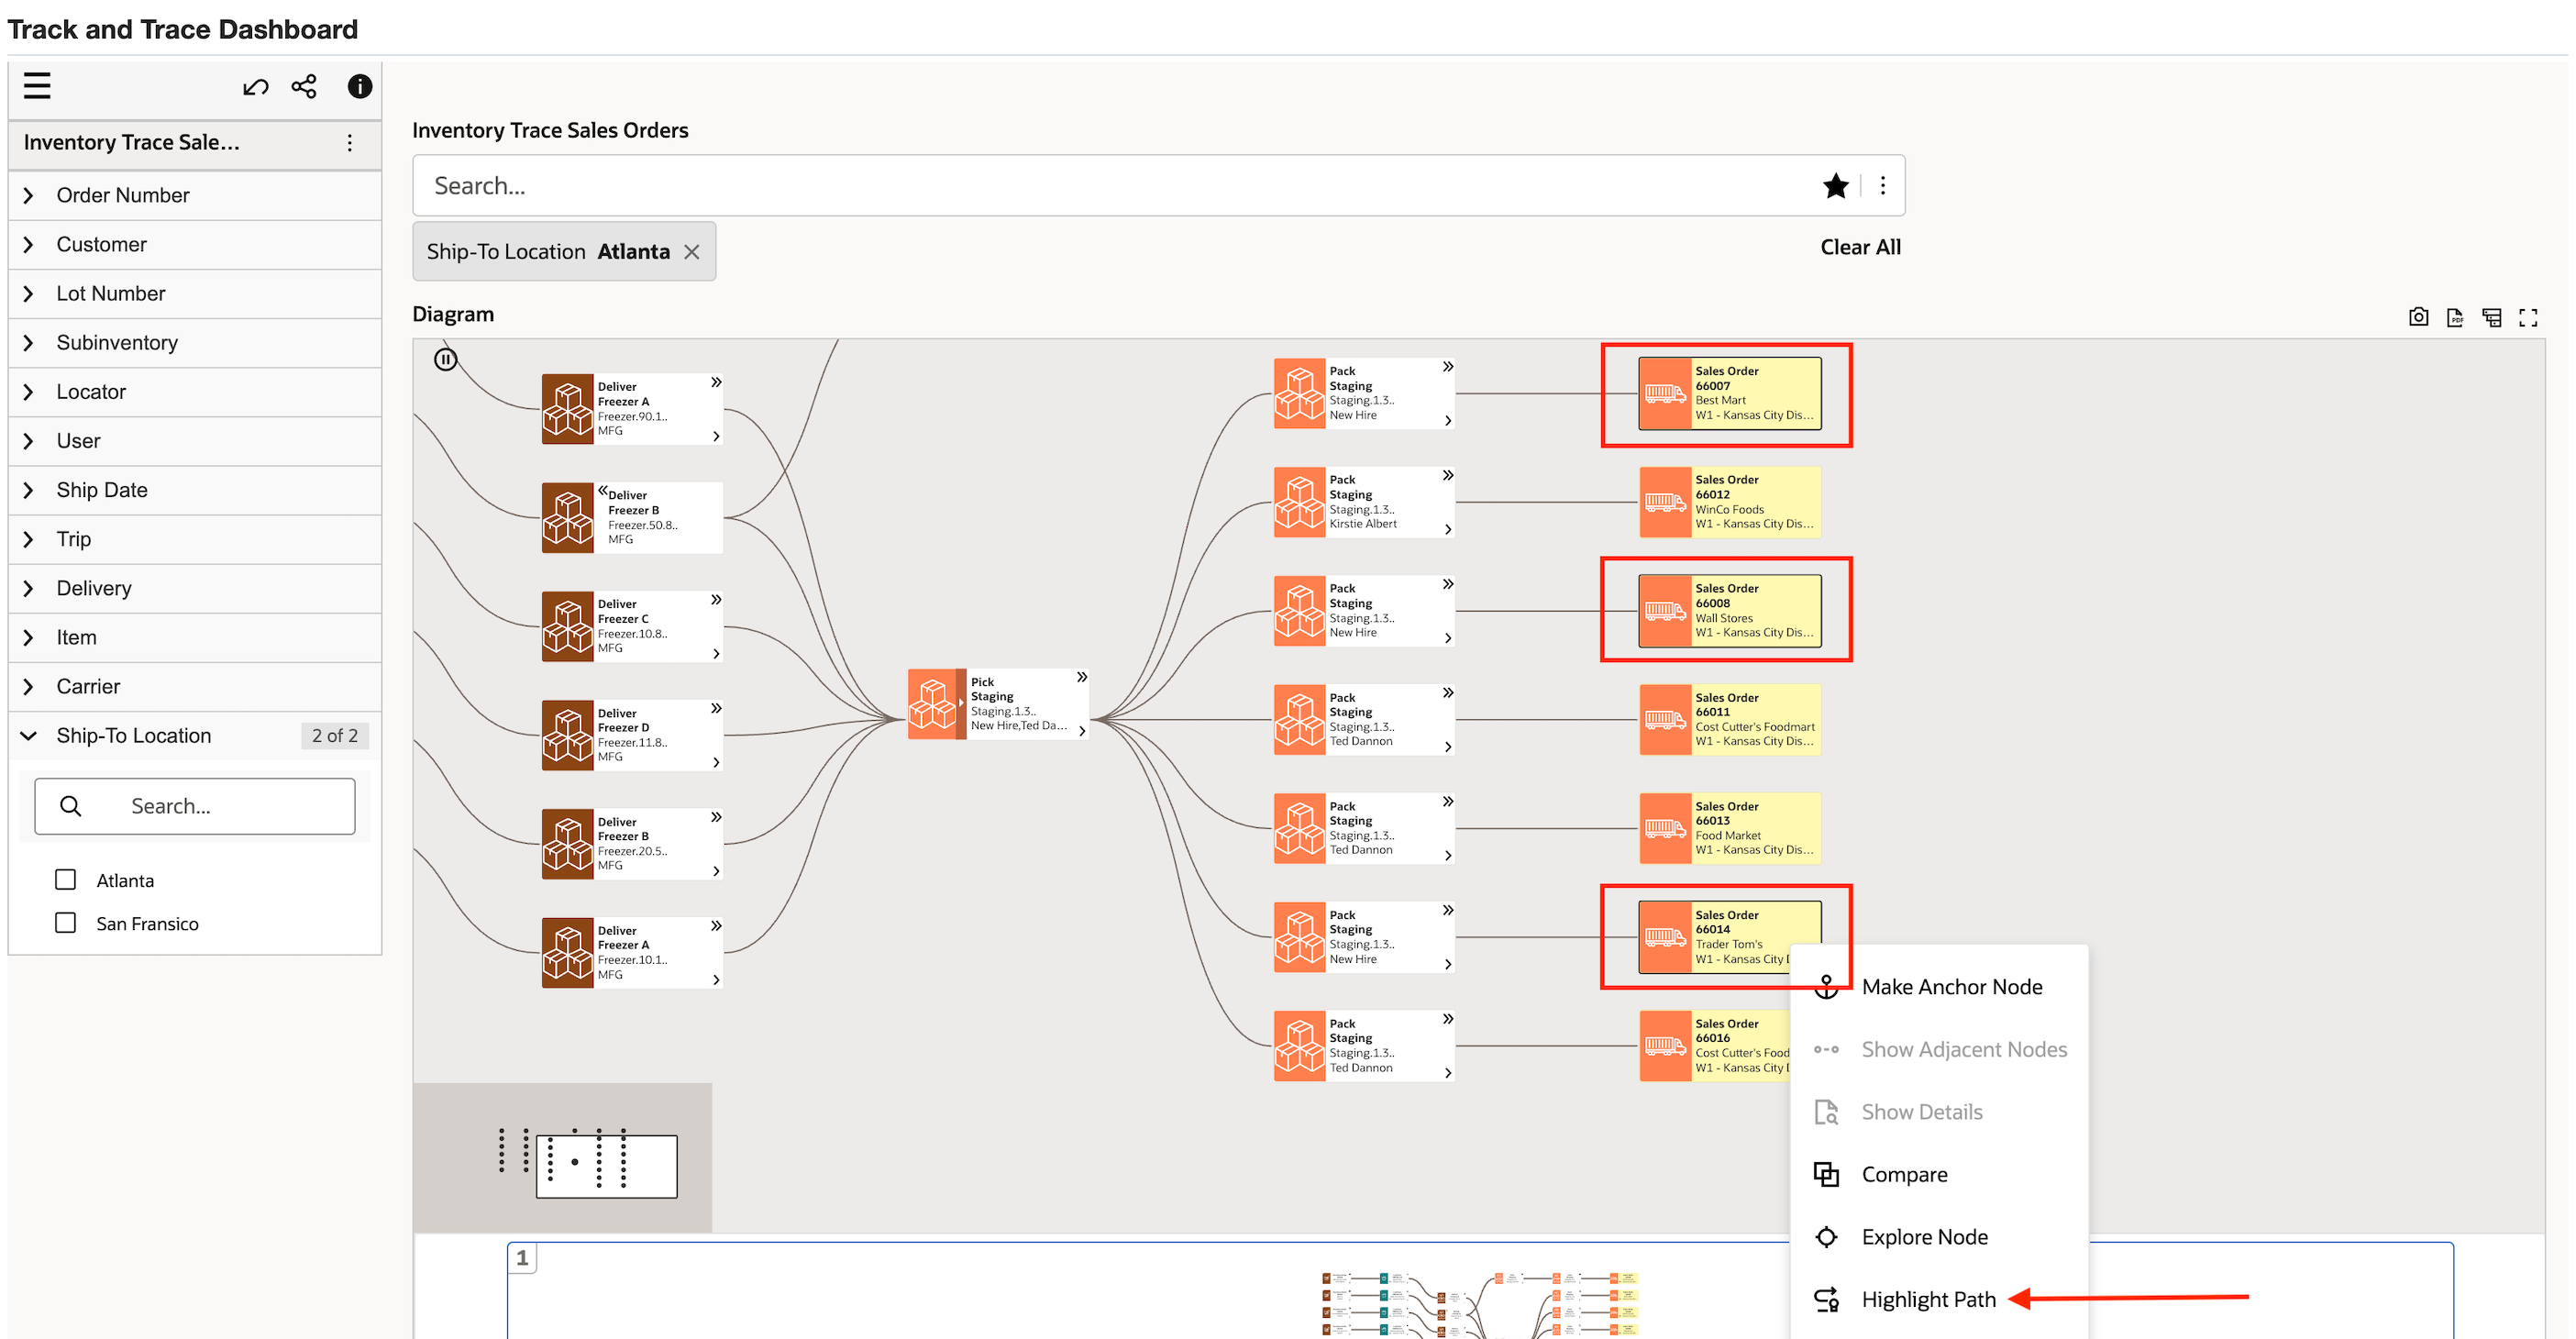 Track and Trace Dashboard
Inventory Trace Sale...
Order Number
Customer
Lot Number
Subinventory
Locator
User
Ship Date
Trip
Delivery
Item
Carrier
Ship-To Location 2 of 2
Search...
Atlanta
San Fransico
Inventory Trace Sales Orders
Search...
Ship-To Location Atlanta
Clear All
Diagram
PDF
Deliver
Freezer A
Freezer.90.1..
MFG
Deliver
Freezer B
Freezer.50.8..
MFG
Deliver
Freezer C
Freezer.10.8..
MFG
Deliver
Freezer D
Freezer.11.8..
MFG
Deliver
Freezer B
Freezer.20.5..
MFG
Deliver
Freezer A
Freezer.10.1..
MFG
Pick
Staging
Staging.1.3..
New Hire,Ted Da...
Pack
Staging
Staging.1.3..
New Hire
Pack
Staging
Staging.1.3..
Kirstie Albert
Pack
Staging
Staging.1.3..
New Hire
Pack
Staging
Staging.1.3..
Ted Dannon
Pack
Staging
Staging.1.3..
Ted Dannon
Pack
Staging
Staging.1.3..
New Hire
Pack
Staging
Staging.1.3..
Ted Dannon
Sales Order
66007
Best Mart
W1 - Kansas City Dis...
Sales Order
66012
WinCo Foods
W1 - Kansas City Dis...
Sales Order
66008
Wall Stores
W1 - Kansas City Dis...
Sales Order
66011
Cost Cutter's Foodmart
W1 - Kansas City Dis...
Sales Order
66013
Food Market
W1 - Kansas City Dis...
Sales Order
66014
Trader Tom's
W1 - Kansas City
Sales Order
66016
Cost Cutter's Food
W1 - Kansas City
Make Anchor Node
Show Adjacent Nodes
Show Details
Compare
Explore Node
Highlight Path
1